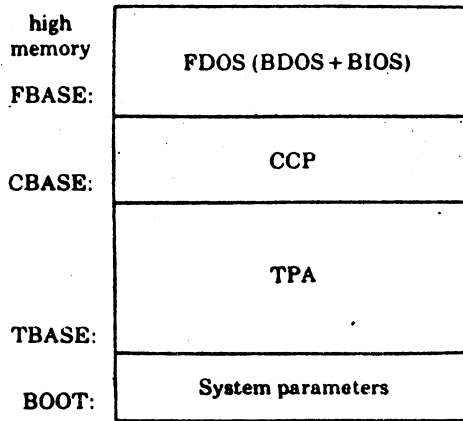 high
memory
FDOS (BDOS + BIOS)
FBASE:
CCP
CBASE:
TPA
TBASE:
System parameters
BOOT: